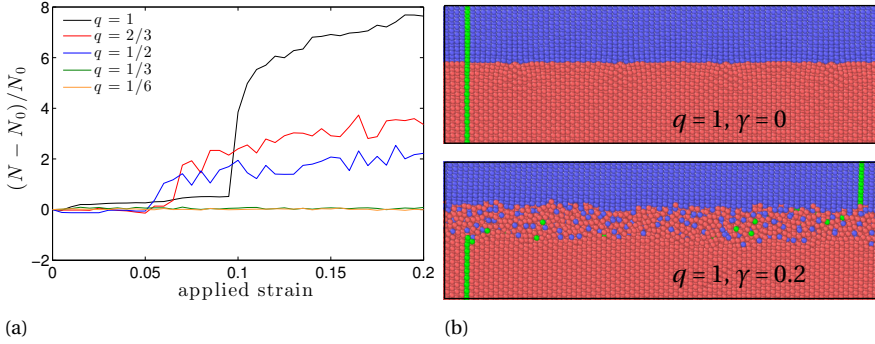 (N − N₀)/N₀
8
6
4
2
0
−2
q = 1
q = 2/3
q = 1/2
q = 1/3
q = 1/6
0 0.05 0.1 0.15 0.2
applied strain
(a)
q = 1, γ = 0
q = 1, γ = 0.2
(b)